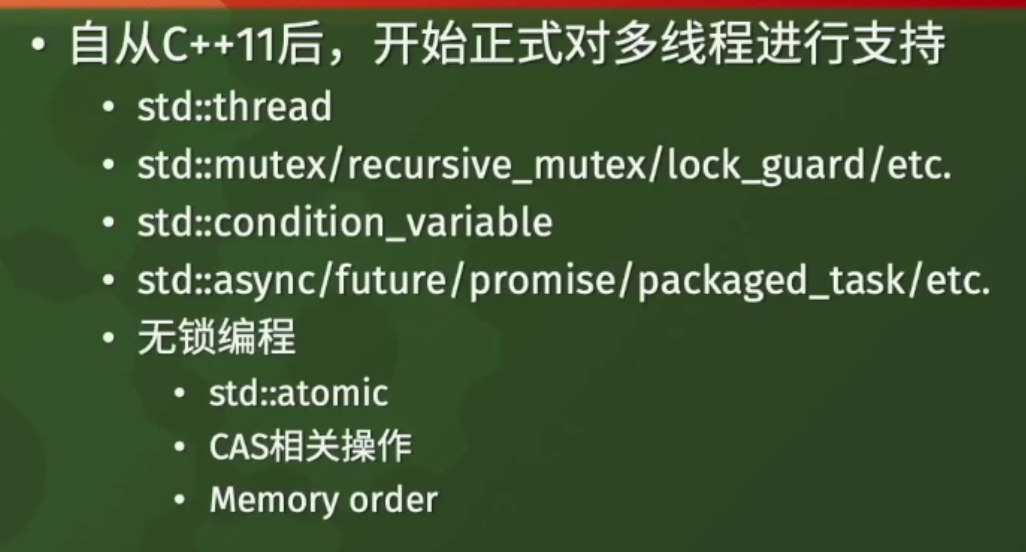 • 自从C++11后，开始正式对多线程进行支持
• std::thread
• std::mutex/recursive_mutex/lock_guard/etc.
• std::condition_variable
• std::async/future/promise/packaged_task/etc.
• 无锁编程
• std::atomic
• CAS相关操作
• Memory order